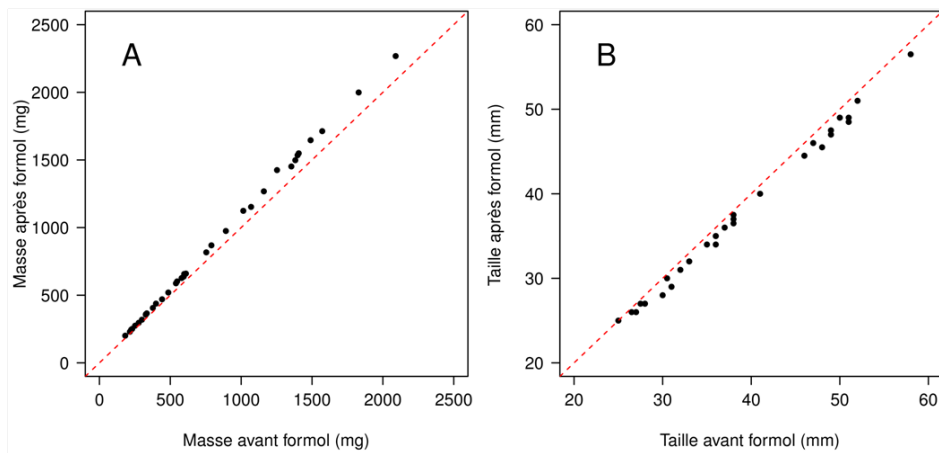 A
B
Masse après formol (mg)
2500
2000
1500
1000
500
0
0 500 1000 1500 2000 2500
Masse avant formol (mg)
Taille après formol (mm)
60
50
40
30
20
20 30 40 50 60
Taille avant formol (mm)